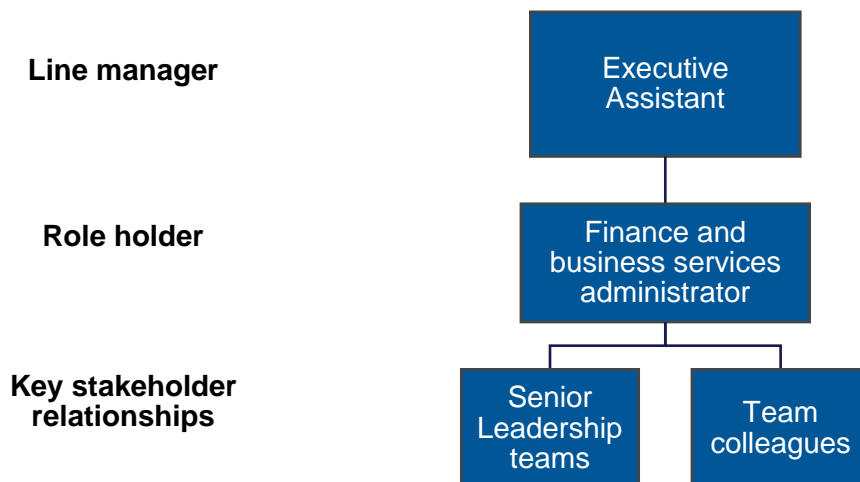 Line manager
Executive
Assistant
Role holder
Finance and
business services
administrator
Key stakeholder
relationships
Senior
Leadership
teams
Team
colleagues